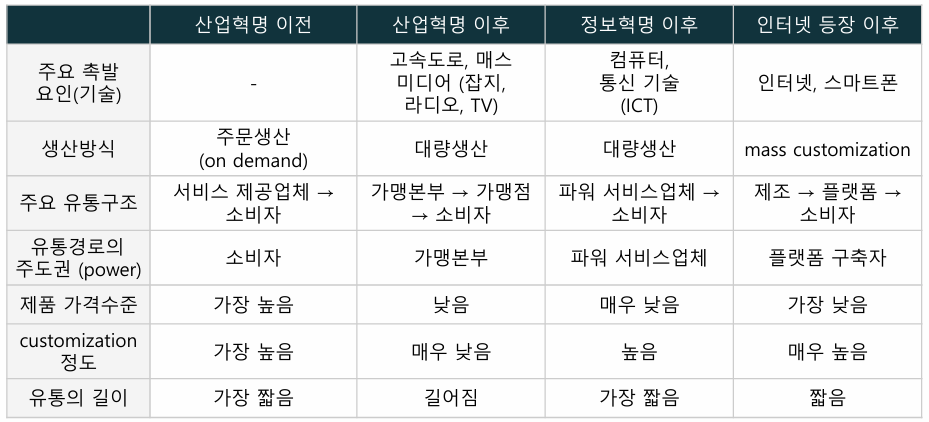 산업혁명 이전 산업혁명 이후 정보혁명 이후 인터넷 등장 이후
주요 촉발
요인(기술)
-
고속도로, 매스
미디어 (잡지,
라디오, TV)
컴퓨터,
통신 기술
(ICT)
인터넷, 스마트폰
생산방식
주문생산
(on demand)
대량생산
대량생산
mass customization
주요 유통구조
서비스 제공업체 →
소비자
가맹본부 → 가맹점
→ 소비자
파워 서비스업체 →
소비자
제조 → 플랫폼 →
소비자
유통경로의
주도권 (power)
소비자
가맹본부
파워 서비스업체
플랫폼 구축자
제품 가격수준
가장 높음
낮음
매우 낮음
가장 낮음
customization
정도
가장 높음
매우 낮음
높음
매우 높음
유통의 길이
가장 짧음
길어짐
가장 짧음
짧음